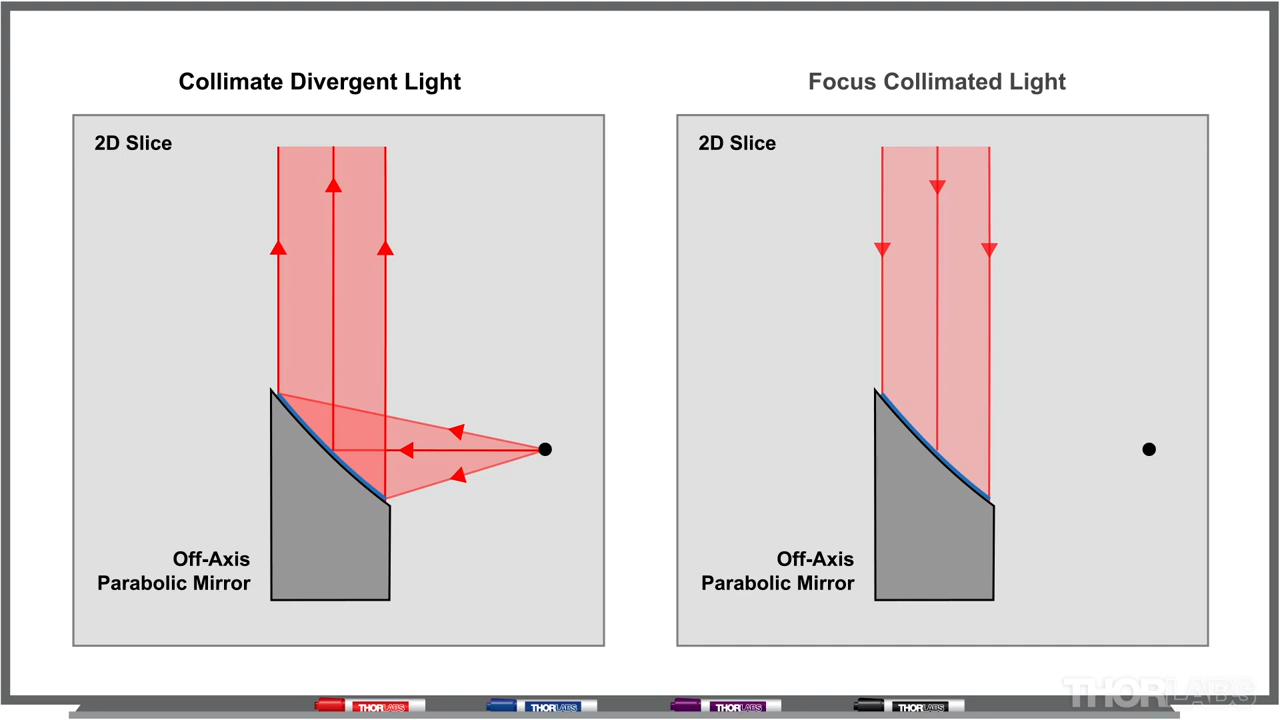 Collimate Divergent Light
2D Slice
Off-Axis
Parabolic Mirror
Focus Collimated Light
2D Slice
Off-Axis
Parabolic Mirror
THORLABS
THORLABS
THORLABS
THORLABS
THORLABS